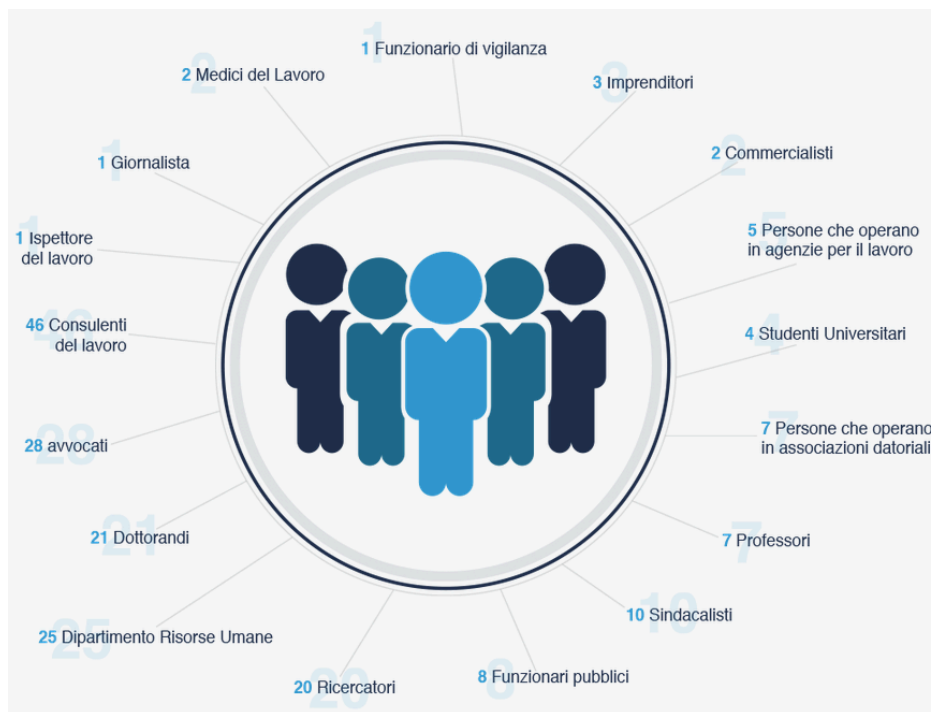 1 Funzionario di vigilanza
2 Medici del Lavoro
3 Imprenditori
1 Giornalista
2 Commercialisti
1 Ispettore
del lavoro
5 Persone che operano
in agenzie per il lavoro
46 Consulenti
del lavoro
4 Studenti Universitari
28 avvocati
7 Persone che operano
in associazioni datoriali
21 Dottorandi
7 Professori
10 Sindacalisti
25 Dipartimento Risorse Umane
8 Funzionari pubblici
20 Ricercatori